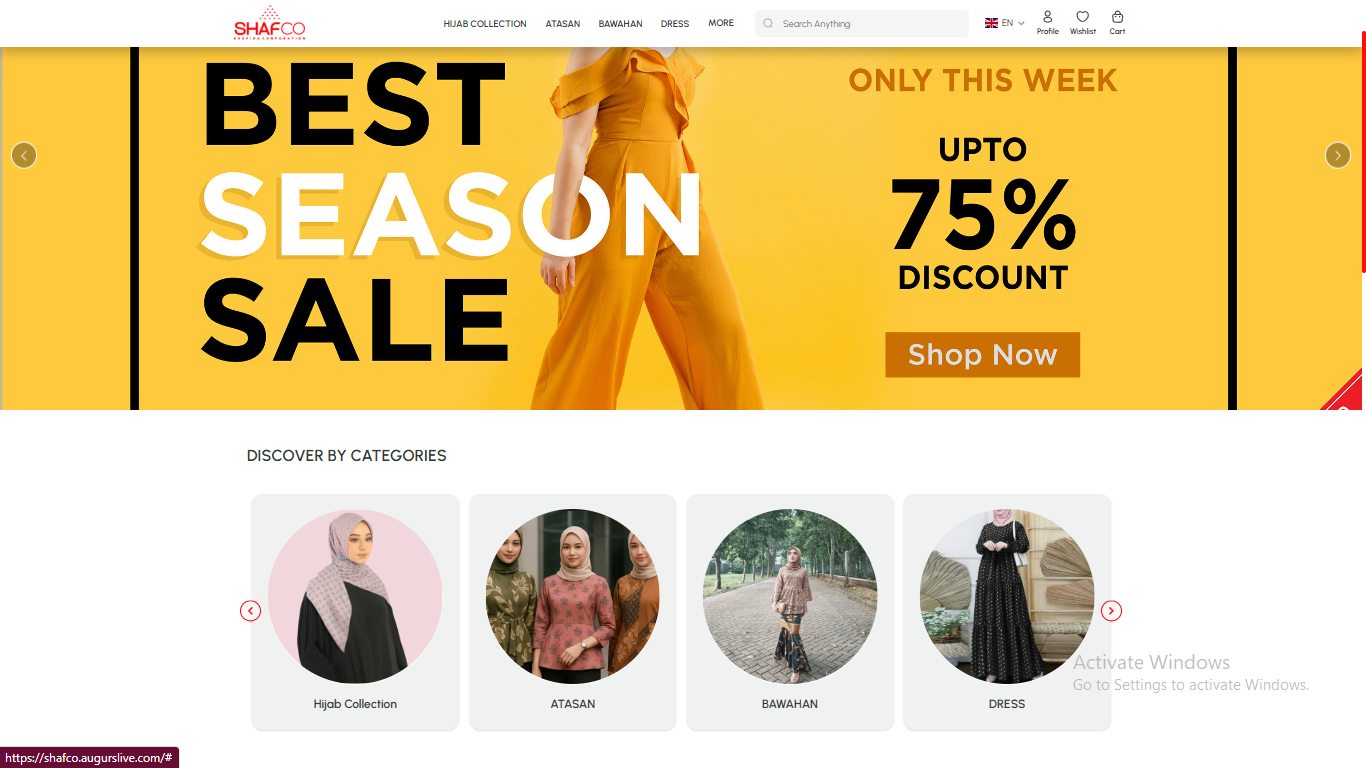 SHAFCO
SHAPING CORPORATION
HIJAB COLLECTION
ATASAN
BAWAHAN
DRESS
MORE
Search Anything
EN
Profile
Wishlist
Cart
BEST
SEASON
SALE
ONLY THIS WEEK
UPTO
75%
DISCOUNT
Shop Now
DISCOVER BY CATEGORIES
Hijab Collection
ATASAN
BAWAHAN
DRESS
Activate Windows
Go to Settings to activate Windows.
https://shafco.augurslive.com/#